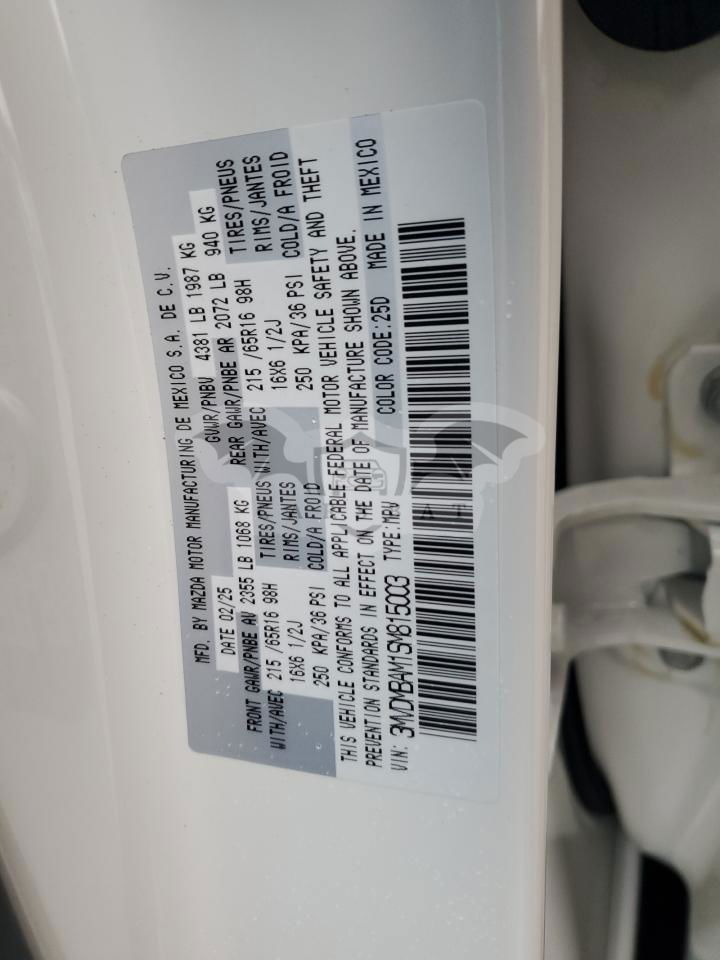 MFD. BY MAZDA MOTOR MANUFACTURING DE MEXICO S.A. DE C.V.
DATE 02/25 GVWR/PNBV 4381 LB 1987 KG
FRONT GAWR/PNBE AV 2355 LB 1068 KG REAR GAWR/PNBE AR 2072 LB 940 KG
WITH/AVEC 215 /65R16 98H TIRES/PNEUS WITH/AVEC 215 /65R16 98H TIRES/PNEUS
16X6 1/2J RIMS/JANTES 16X6 1/2J RIMS/JANTES
250 KPA/36 PSI COLD/A FROID 250 KPA/36 PSI COLD/A FROID
THIS VEHICLE CONFORMS TO ALL APPLICABLE FEDERAL MOTOR VEHICLE SAFETY AND THEFT
PREVENTION STANDARDS IN EFFECT ON THE DATE OF MANUFACTURE SHOWN ABOVE.
VIN: 3MVDMBAM1SM815003 TYPE:MPV COLOR CODE:25D MADE IN MEXICO